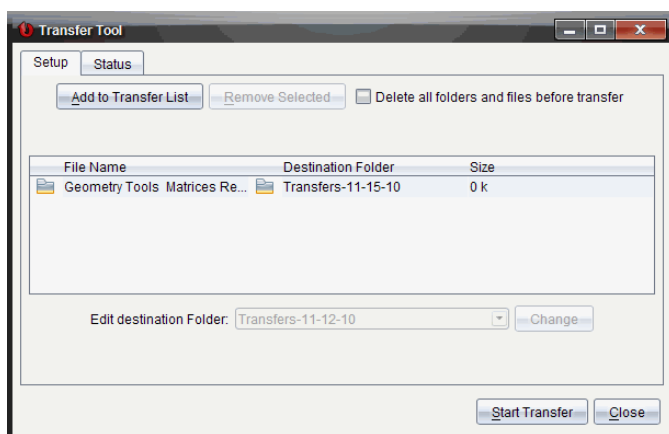 Transfer Tool
Setup Status
Add to Transfer List Remove Selected Delete all folders and files before transfer
File Name Destination Folder Size
Geometry Tools Matrices Re... Transfers-11-15-10 0 k
Edit destination Folder: Transfers-11-12-10 Change
Start Transfer Close